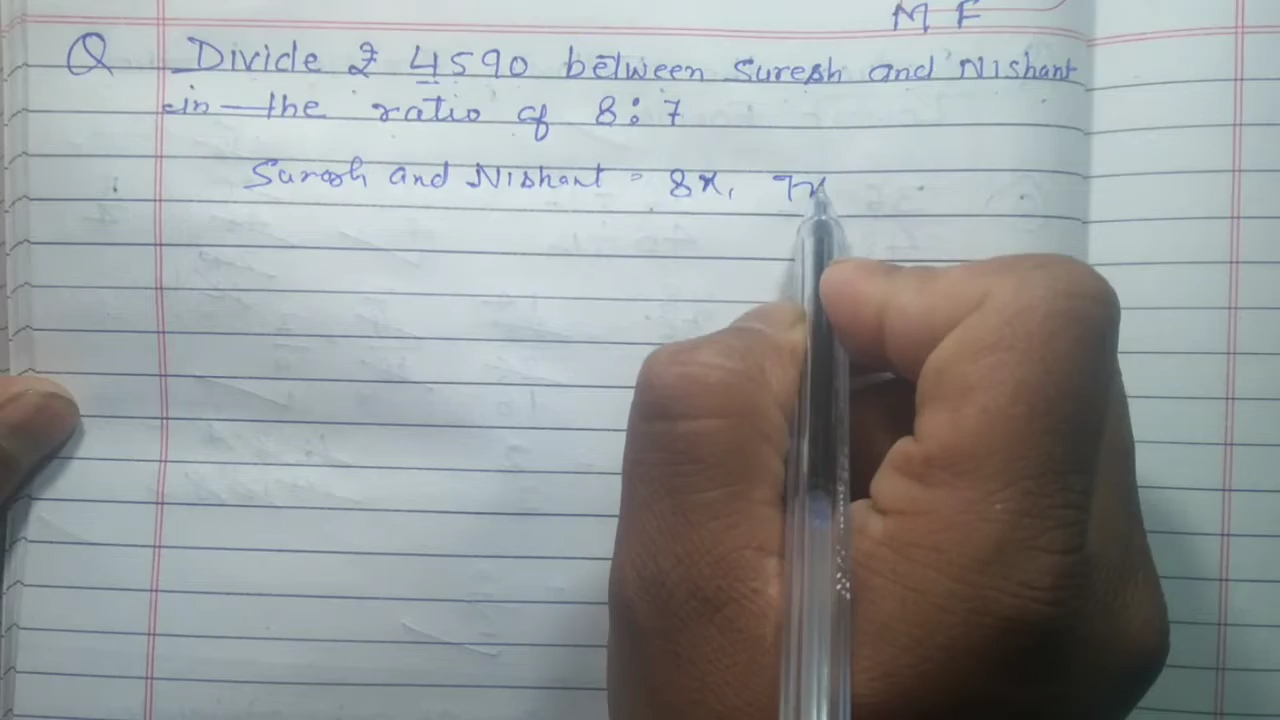 M F
Q Divide ₹ 4590 between Suresh and Nishant
in the ratio of 8:7
Suresh and Nishant = 8x, 7x